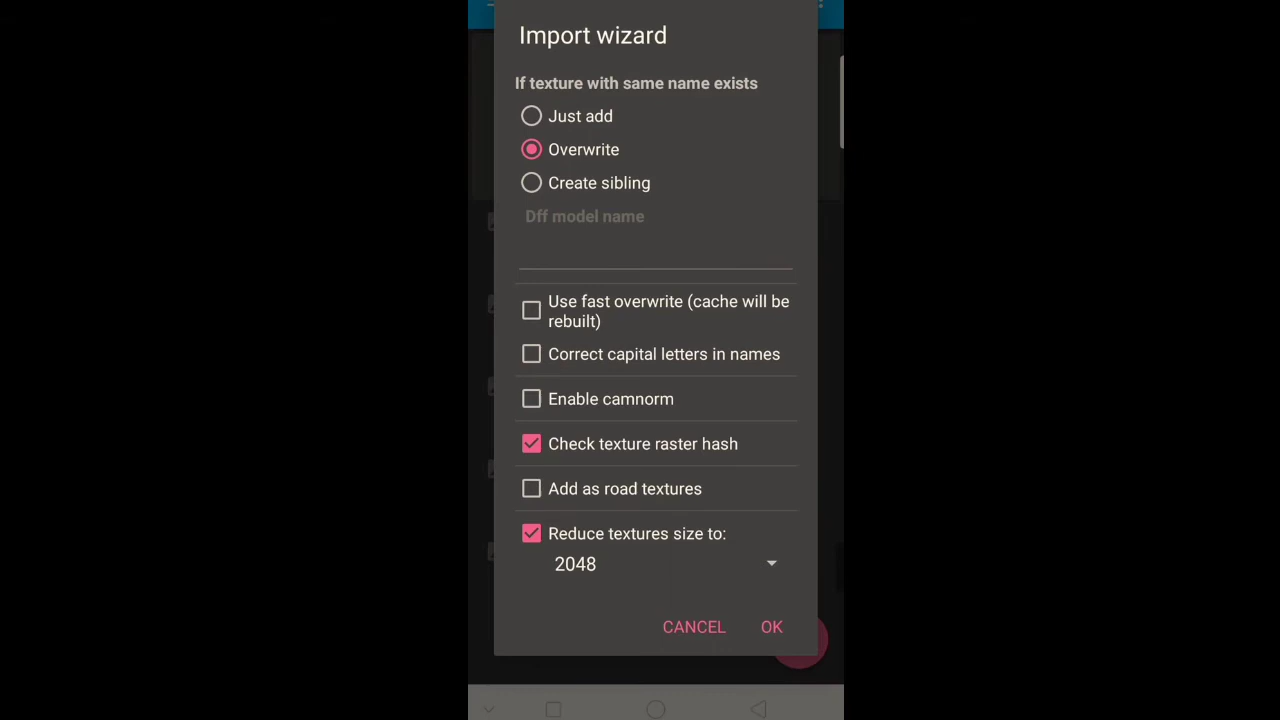 Import wizard
If texture with same name exists
Just add
Overwrite
Create sibling
Dff model name
Use fast overwrite (cache will be
rebuilt)
Correct capital letters in names
Enable camnorm
Check texture raster hash
Add as road textures
Reduce textures size to:
2048
CANCEL OK